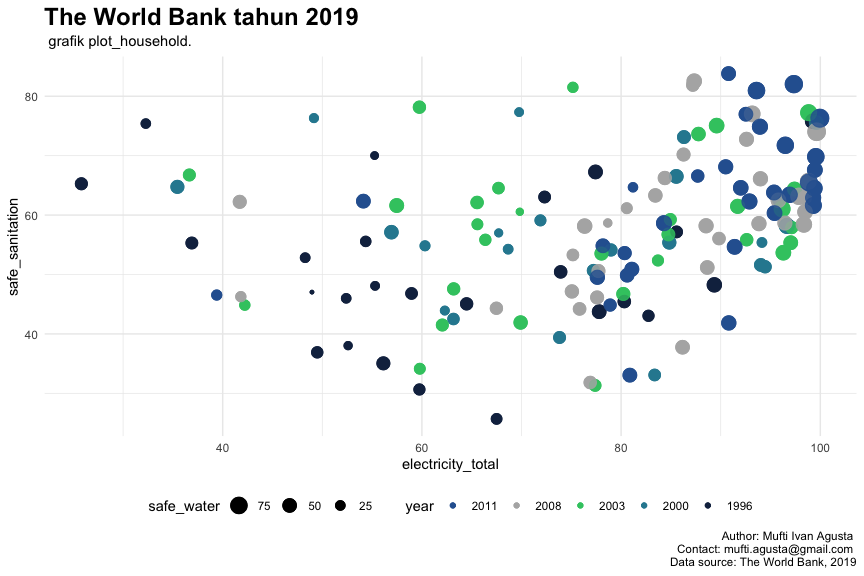 The World Bank tahun 2019
grafik plot_household.
safe_sanitation
80
60
40
40 60 80 100
electricity_total
safe_water 75 50 25 year 2011 2008 2003 2000 1996
Author: Mufti Ivan Agusta
Contact: mufti.agusta@gmail.com
Data source: The World Bank, 2019